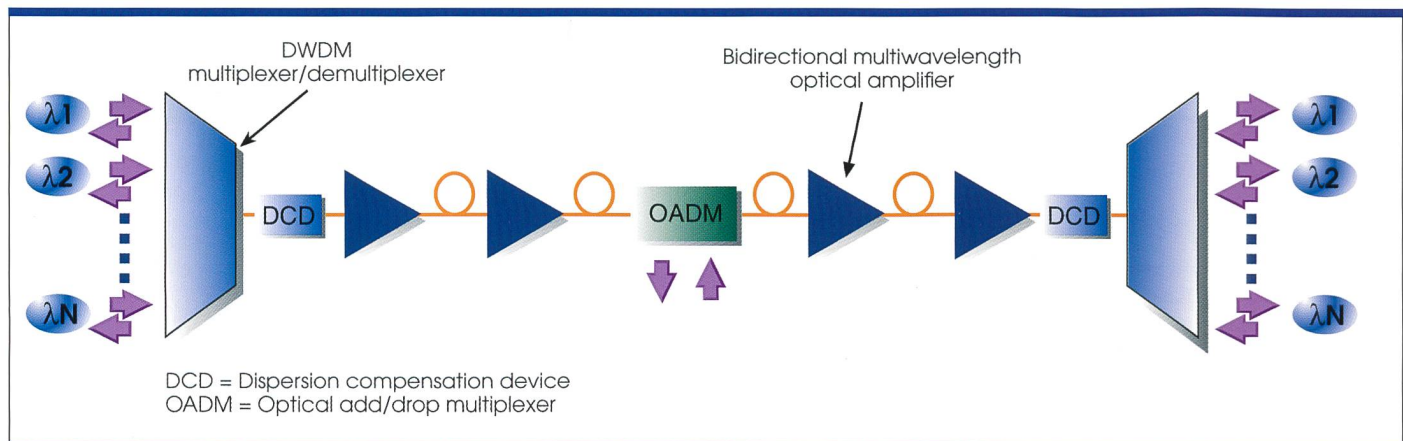 DWDM
multiplexer/demultiplexer
Bidirectional multiwavelength
optical amplifier
λ1
λ2
λN
DCD
OADM
DCD
λ1
λ2
λN
DCD = Dispersion compensation device
OADM = Optical add/drop multiplexer